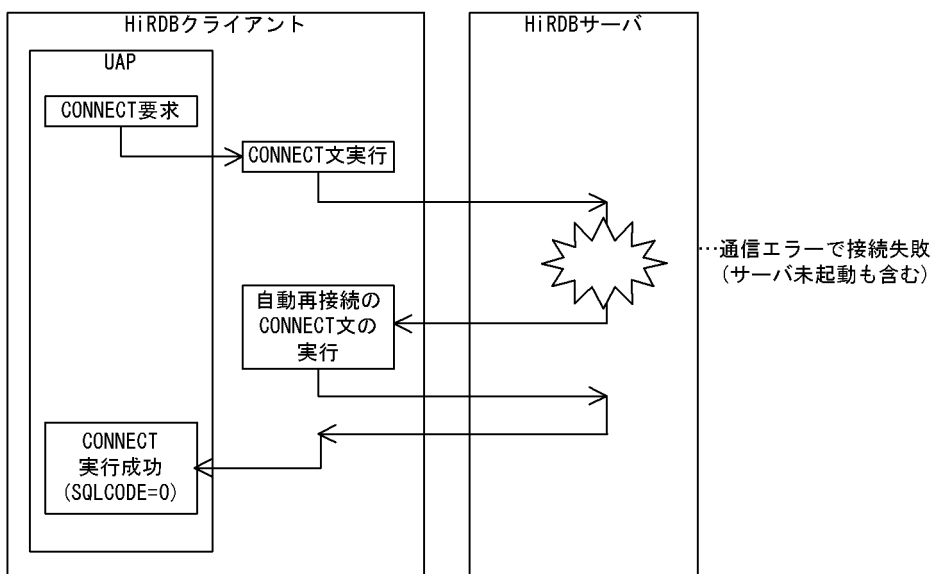 HiRDBクライアント
HiRDBサーバ
UAP
CONNECT要求
CONNECT文実行
…通信エラーで接続失敗
(サーバ未起動も含む)
自動再接続の
CONNECT文の
実行
CONNECT
実行成功
(SQLCODE=0)